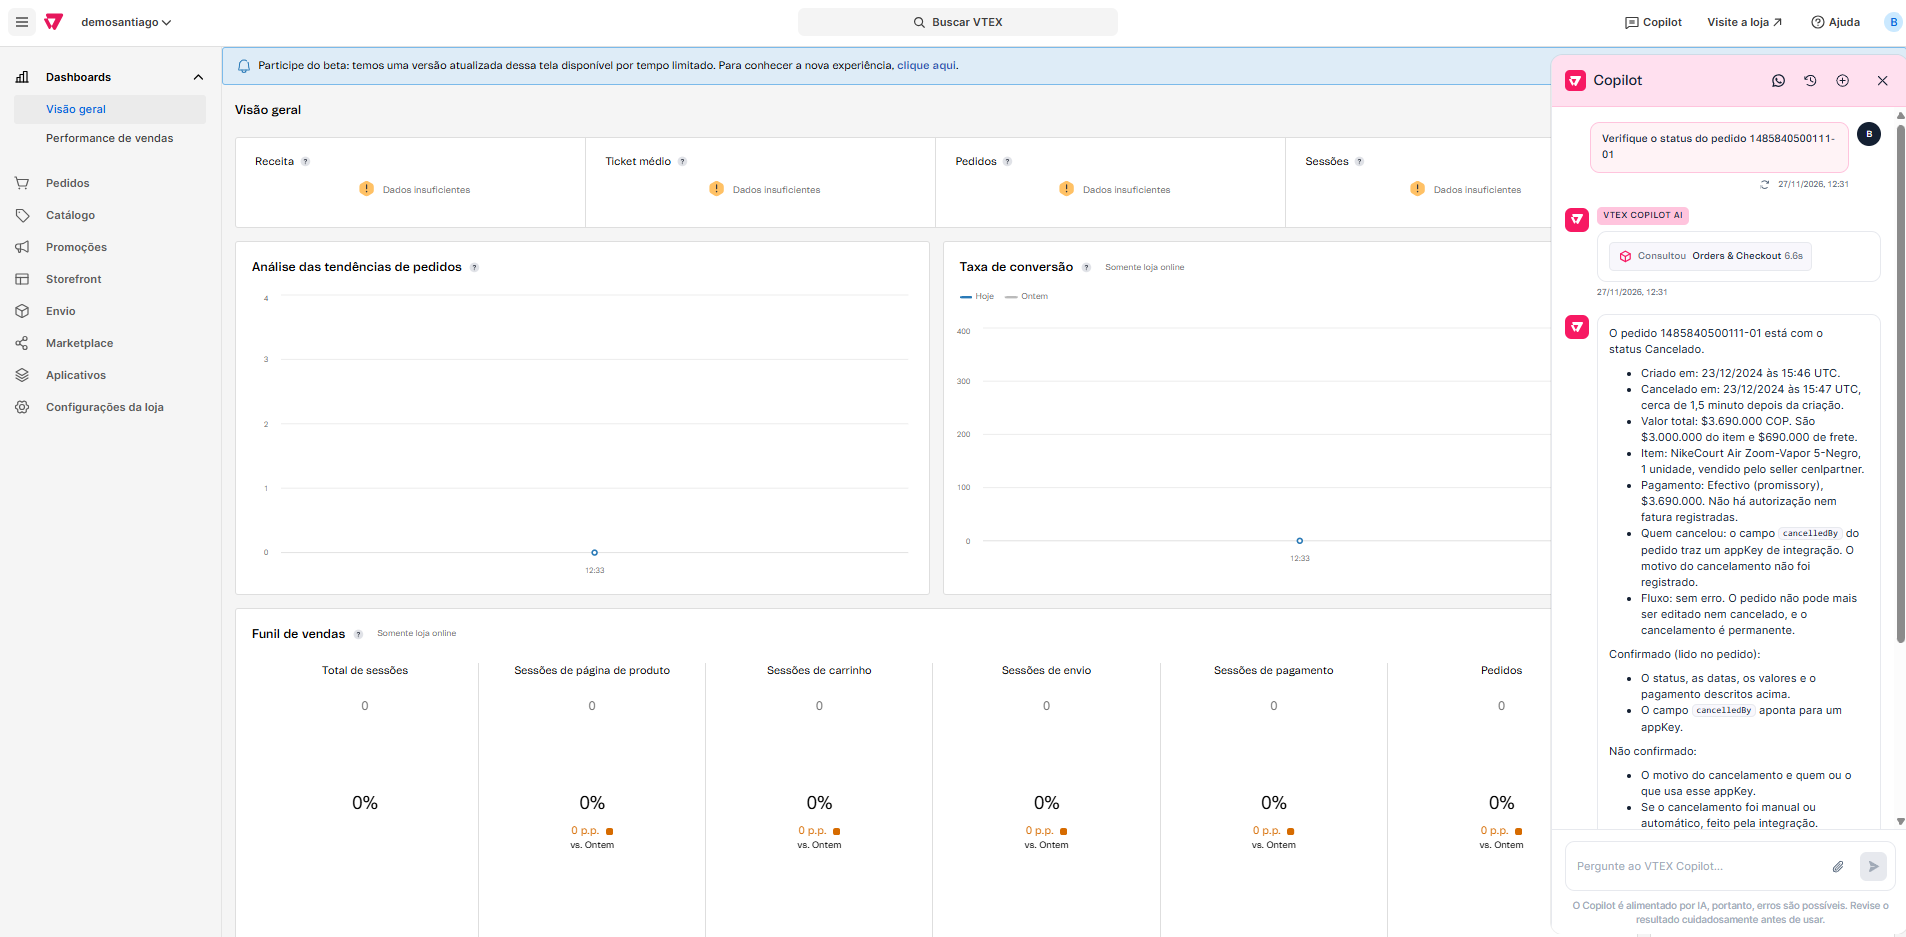 demosantiago
Buscar VTEX
Copilot
Visite a loja
Ajuda
B
Dashboards
Visão geral
Performance de vendas
Pedidos
Catálogo
Promoções
Storefront
Envio
Marketplace
Aplicativos
Configurações da loja
Participe do beta: temos uma versão atualizada dessa tela disponível por tempo limitado. Para conhecer a nova experiência, clique aqui.
Visão geral
Receita ?
! Dados insuficientes
Ticket médio ?
! Dados insuficientes
Pedidos ?
! Dados insuficientes
Sessões ?
! Dados insuficientes
Análise das tendências de pedidos ?
4
3
2
1
0
12:33
Taxa de conversão ? Somente loja online
Hoje Ontem
400
300
200
100
0
12:33
Funil de vendas ? Somente loja online
Total de sessões
0
0%
Sessões de página de produto
0
0%
0 p.p.
vs. Ontem
Sessões de carrinho
0
0%
0 p.p.
vs. Ontem
Sessões de envio
0
0%
0 p.p.
vs. Ontem
Sessões de pagamento
0
0%
0 p.p.
vs. Ontem
Pedidos
0
0%
0 p.p.
vs. Ontem
Copilot
Verifique o status do pedido 1485840500111-
01
B
27/11/2026, 12:31
VTEX COPILOT AI
Consultou Orders & Checkout 6.6s
27/11/2026, 12:31
O pedido 1485840500111-01 está com o
status Cancelado.
• Criado em: 23/12/2024 às 15:46 UTC.
• Cancelado em: 23/12/2024 às 15:47 UTC,
cerca de 1,5 minuto depois da criação.
• Valor total: $3.690.000 COP. São
$3.000.000 do item e $690.000 de frete.
• Item: NikeCourt Air Zoom-Vapor 5-Negro,
1 unidade, vendido pelo seller cenlpartner.
• Pagamento: Efectivo (promissory),
$3.690.000. Não há autorização nem
fatura registradas.
• Quem cancelou: o campo cancelledBy do
pedido traz um appKey de integração. O
motivo do cancelamento não foi
registrado.
• Fluxo: sem erro. O pedido não pode mais
ser editado nem cancelado, e o
cancelamento é permanente.
Confirmado (lido no pedido):
• O status, as datas, os valores e o
pagamento descritos acima.
• O campo cancelledBy aponta para um
appKey.
Não confirmado:
• O motivo do cancelamento e quem ou o
que usa esse appKey.
• Se o cancelamento foi manual ou
automático, feito pela integração.
Pergunte ao VTEX Copilot...
O Copilot é alimentado por IA, portanto, erros são possíveis. Revise o
resultado cuidadosamente antes de usar.